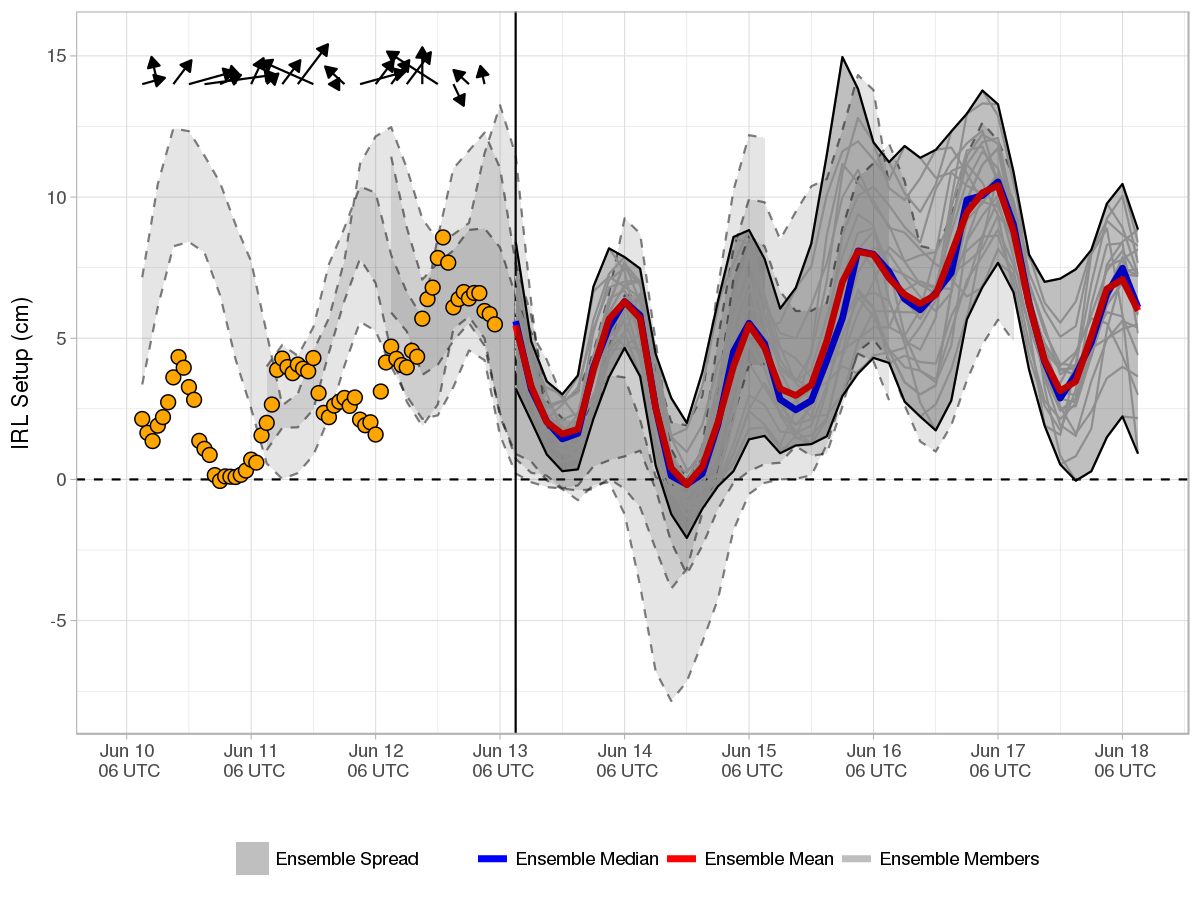 IRL Setup (cm)
15
10
5
0
-5
Jun 10 Jun 11 Jun 12 Jun 13 Jun 14 Jun 15 Jun 16 Jun 17 Jun 18
06 UTC 06 UTC 06 UTC 06 UTC 06 UTC 06 UTC 06 UTC 06 UTC 06 UTC
Ensemble Spread Ensemble Median Ensemble Mean Ensemble Members